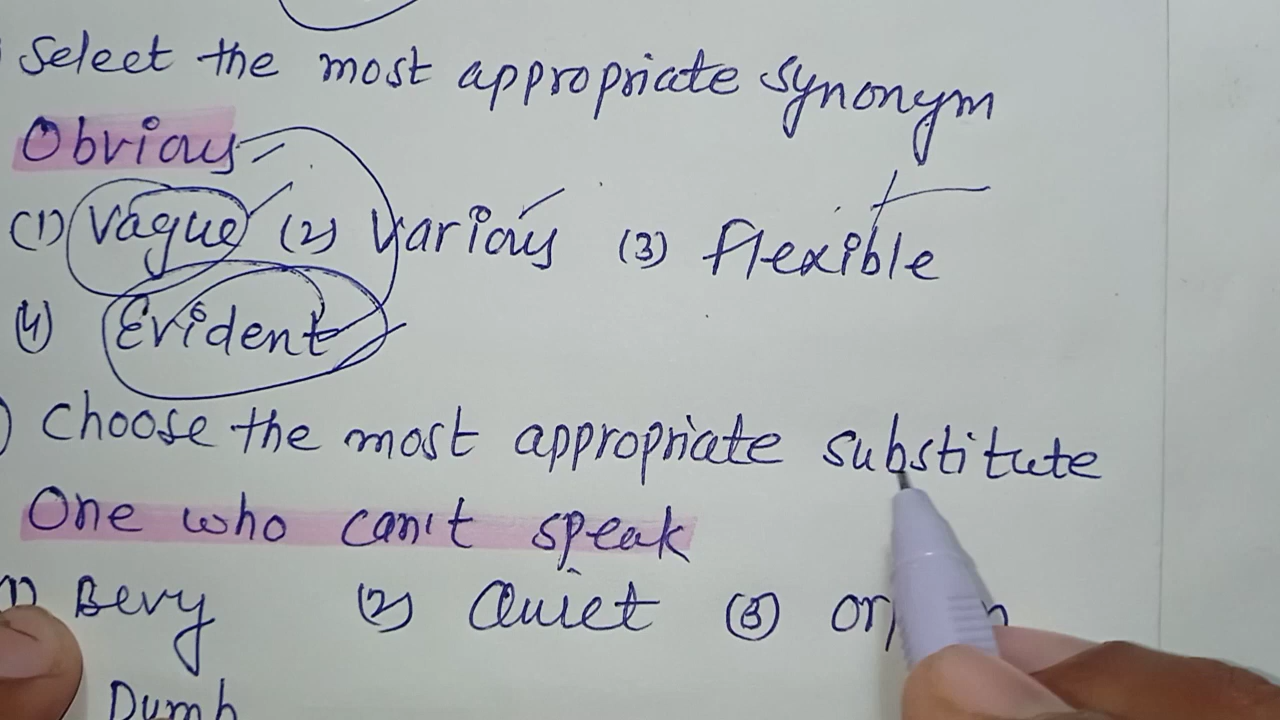 Select the most appropriate synonym
Obvious
(1) Vague (2) Various (3) flexible
(4) Evident
Choose the most appropriate substitute
One who can't speak
(1) Bevy (2) Quiet (3)
Dumb